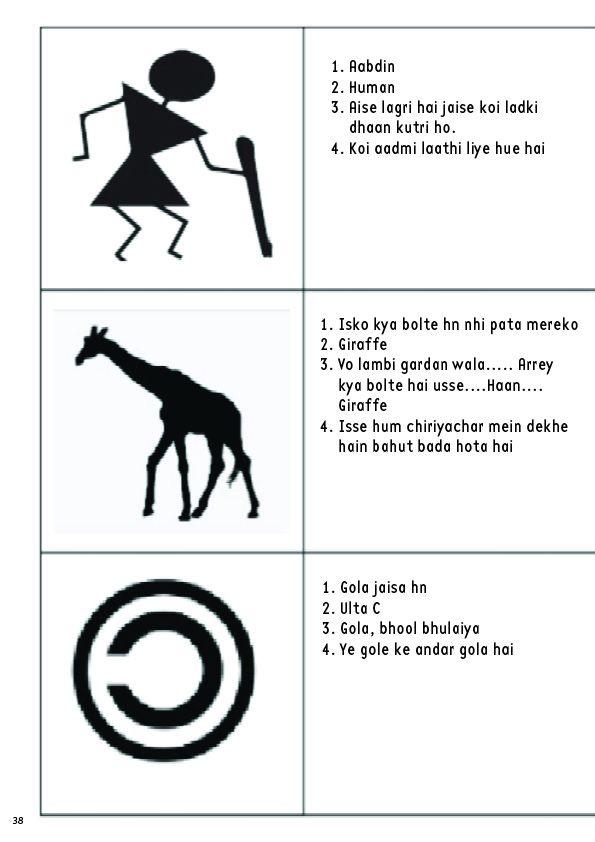 1. Aabdin
2. Human
3. Aise lagri hai jaise koi ladki
dhaan kutri ho.
4. Koi aadmi laathi liye hue hai
1. Isko kya bolte hn nhi pata mereko
2. Giraffe
3. Vo lambi gardan wala..... Arrey
kya bolte hai usse....Haan....
Giraffe
4. Isse hum chiriyachar mein dekhe
hain bahut bada hota hai
1. Gola jaisa hn
2. Ulta C
3. Gola, bhool bhulaiya
4. Ye gole ke andar gola hai
38